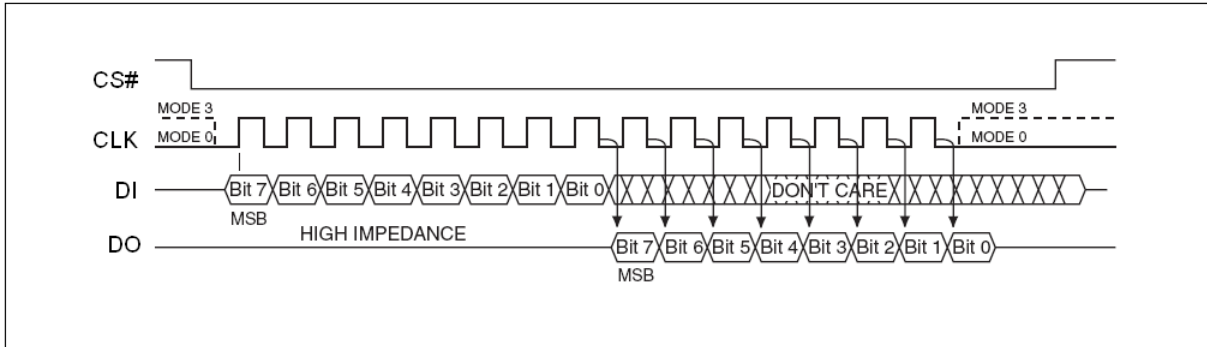 CS#
MODE 3 MODE 3
CLK MODE 0 MODE 0
DI Bit 7 Bit 6 Bit 5 Bit 4 Bit 3 Bit 2 Bit 1 Bit 0 DON'T CARE
MSB
DO HIGH IMPEDANCE Bit 7 Bit 6 Bit 5 Bit 4 Bit 3 Bit 2 Bit 1 Bit 0
MSB